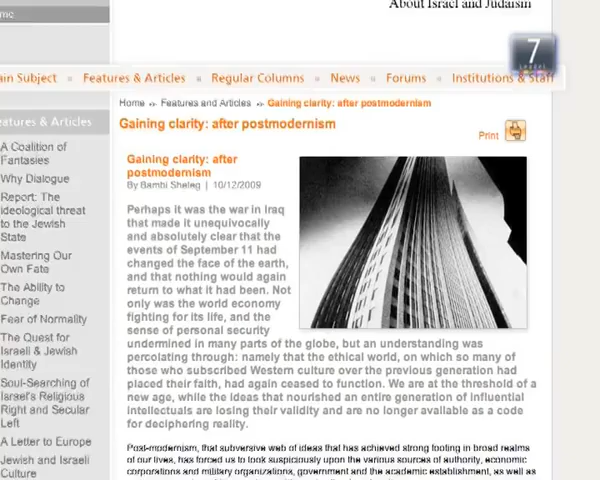 About Israel and Judaism
7
ain Subject
Features & Articles
Regular Columns
News
Forums
Institutions & Staff
Home
Features and Articles
Gaining clarity: after postmodernism
eatures & Articles
Gaining clarity: after postmodernism
Print
A Coalition of
Fantasies
Why Dialogue
Report: The
ideological threat
to the Jewish
State
Mastering Our
Own Fate
The Ability to
Change
Fear of Normality
The Quest for
Israeli & Jewish
Identity
Soul-Searching of
Israel's Religious
Right and Secular
Left
A Letter to Europe
Jewish and Israeli
Culture
Gaining clarity: after
postmodernism
By Bambi Sheleg | 10/12/2009
Perhaps it was the war in Iraq
that made it unequivocally
and absolutely clear that the
events of September 11 had
changed the face of the earth,
and that nothing would again
return to what it had been. Not
only was the world economy
fighting for its life, and the
sense of personal security
undermined in many parts of the globe, but an understanding was
percolating through: namely that the ethical world, on which so many of
those who subscribed Western culture over the previous generation had
placed their faith, had again ceased to function. We are at the threshold of a
new age, while the ideas that nourished an entire generation of influential
intellectuals are losing their validity and are no longer available as a code
for deciphering reality.
Post-modernism, that subversive web of ideas that has achieved strong footing in broad realms
of our lives, has forced us to look suspiciously upon the various sources of authority, economic
corporations and military organizations, government and the academic establishment, as well as